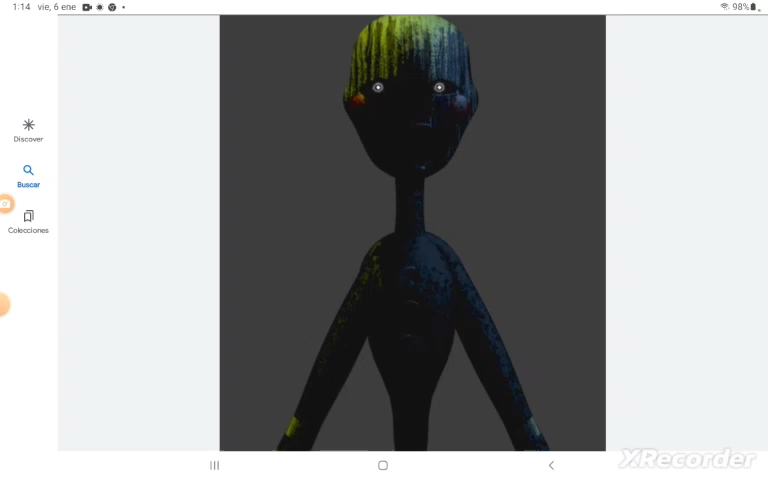 1:14 vie, 6 ene
98%
Discover
Buscar
Colecciones
XRecorder